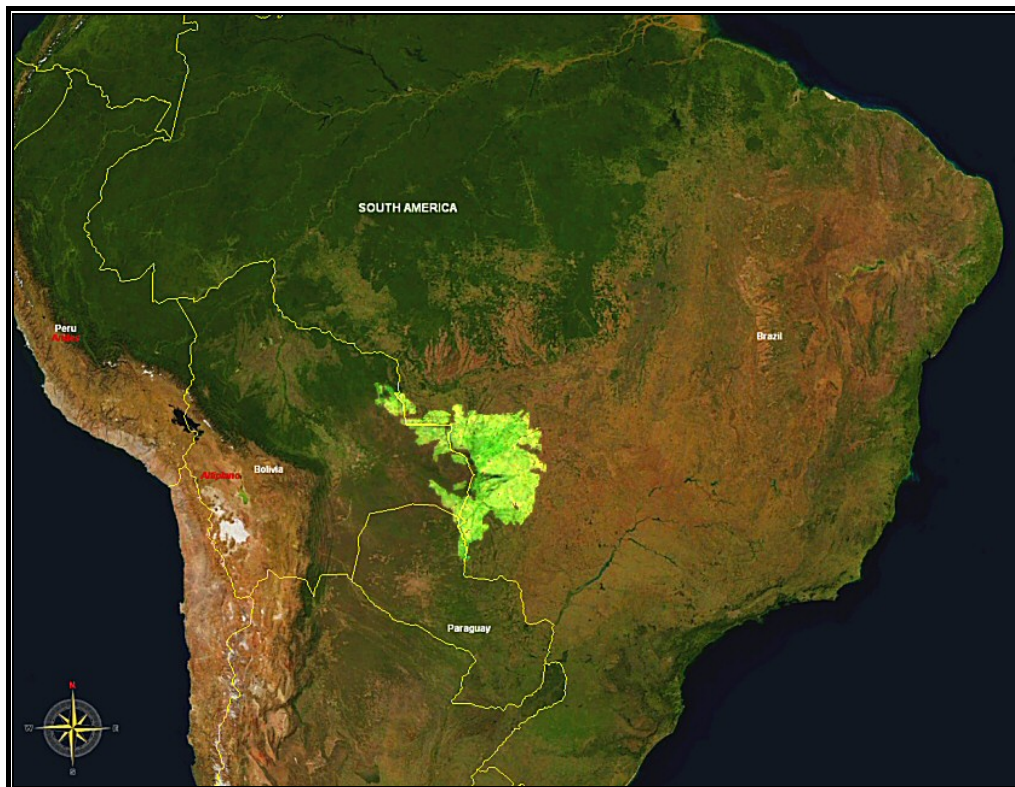 SOUTH AMERICA
Peru
Andes
Brazil
Altiplano
Bolivia
Paraguay
N
W
E
S